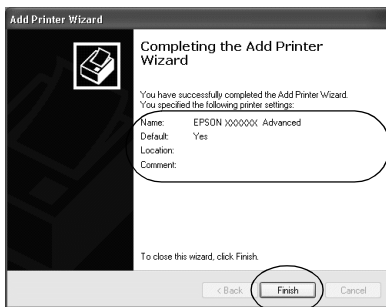 Add Printer Wizard
Completing the Add Printer
Wizard
You have successfully completed the Add Printer Wizard.
You specified the following printer settings:
Name: EPSON XXXXXX Advanced
Default: Yes
Location:
Comment:
To close this wizard, click Finish.
< Back Finish Cancel